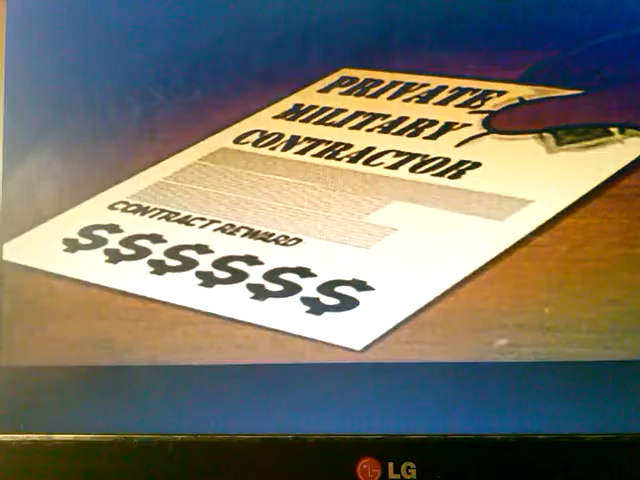 PRIVATE
MILITARY
CONTRACTOR
CONTRACT REWARD
$$$$$$
LG